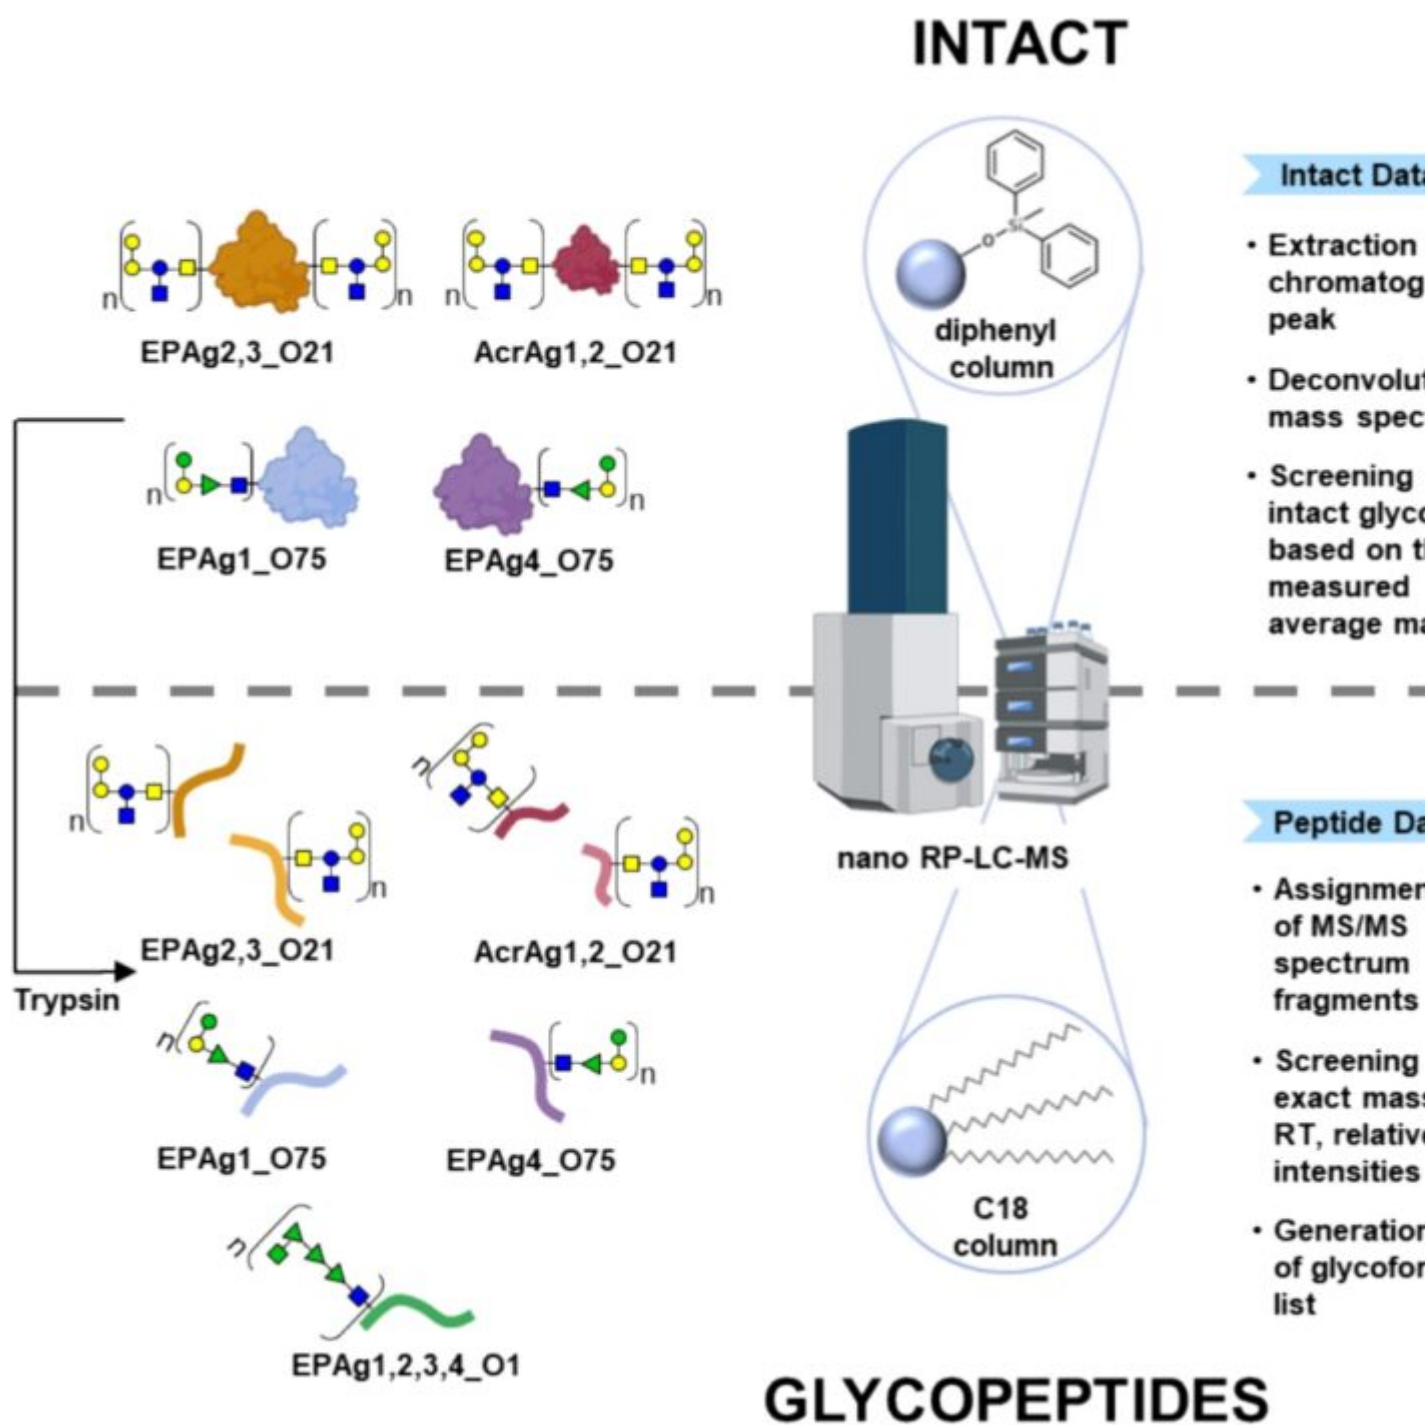 INTACT
n
n
EPAg2,3_O21
n
n
AcrAg1,2_O21
n
EPAg1_O75
n
EPAg4_O75
Si
O
diphenyl
column
Intact Data
• Extraction
chromatog
peak
• Deconvolut
mass spec
• Screening
intact glyco
based on th
measured
average ma
n
n
EPAg2,3_O21
n
n
AcrAg1,2_O21
Trypsin
n
EPAg1_O75
n
EPAg4_O75
n
EPAg1,2,3,4_O1
nano RP-LC-MS
C18
column
Peptide Da
• Assignmen
of MS/MS
spectrum
fragments
• Screening
exact mass
RT, relative
intensities
• Generation
of glycofor
list
GLYCOPEPTIDES